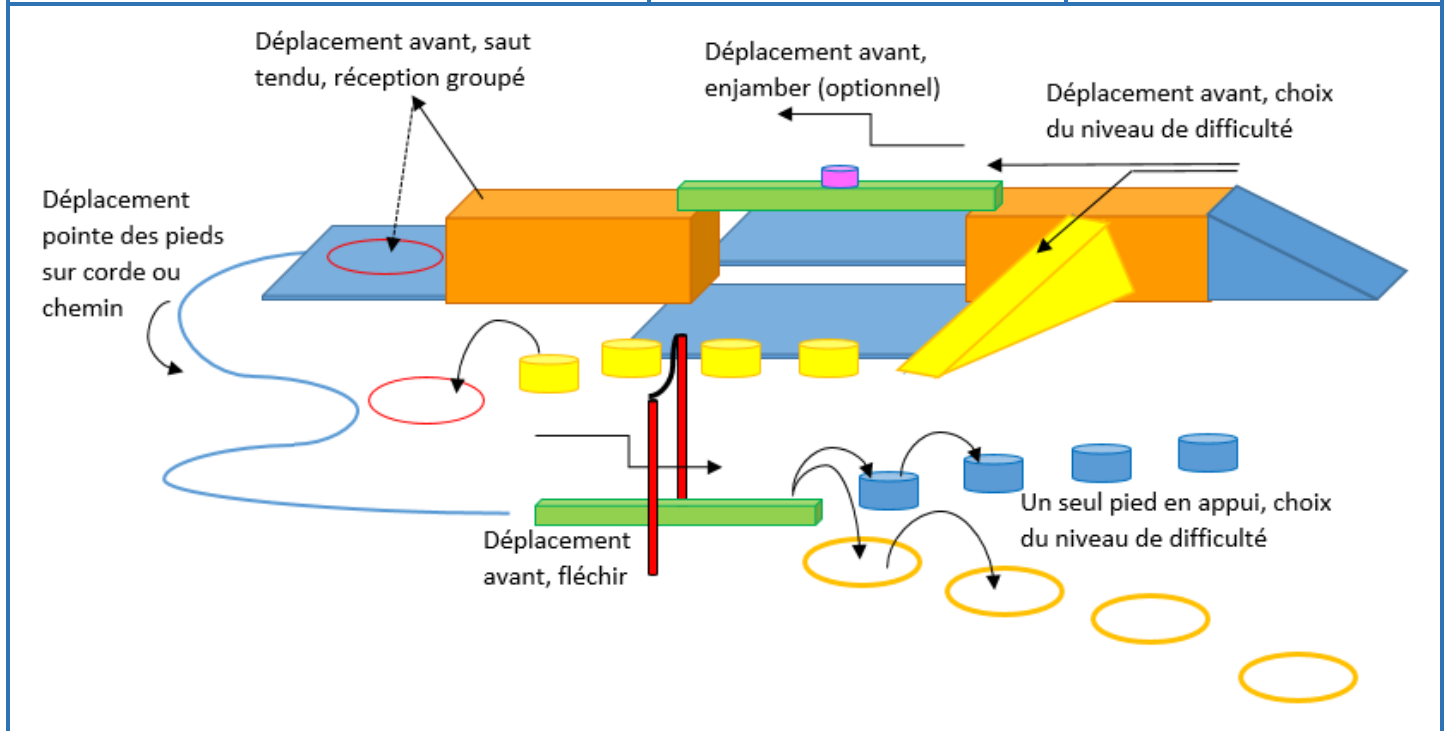 Déplacement avant, saut
tendu, réception groupé
Déplacement avant,
enjamber (optionnel)
Déplacement avant, choix
du niveau de difficulté
Déplacement
pointe des pieds
sur corde ou
chemin
Un seul pied en appui, choix
du niveau de difficulté
Déplacement
avant, fléchir